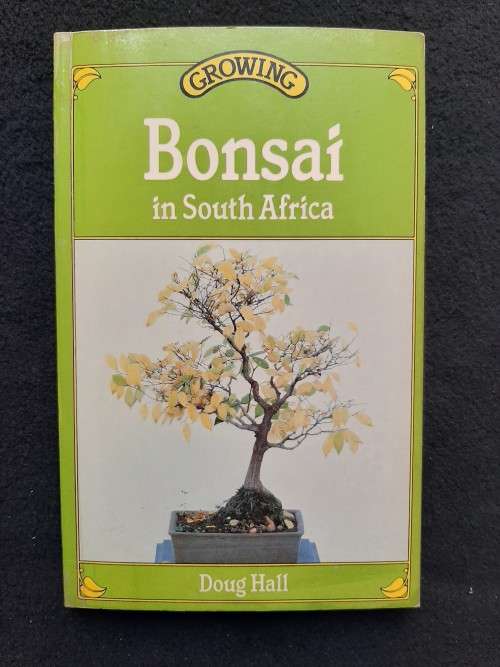 GROWING
Bonsai
in South Africa
Doug Hall